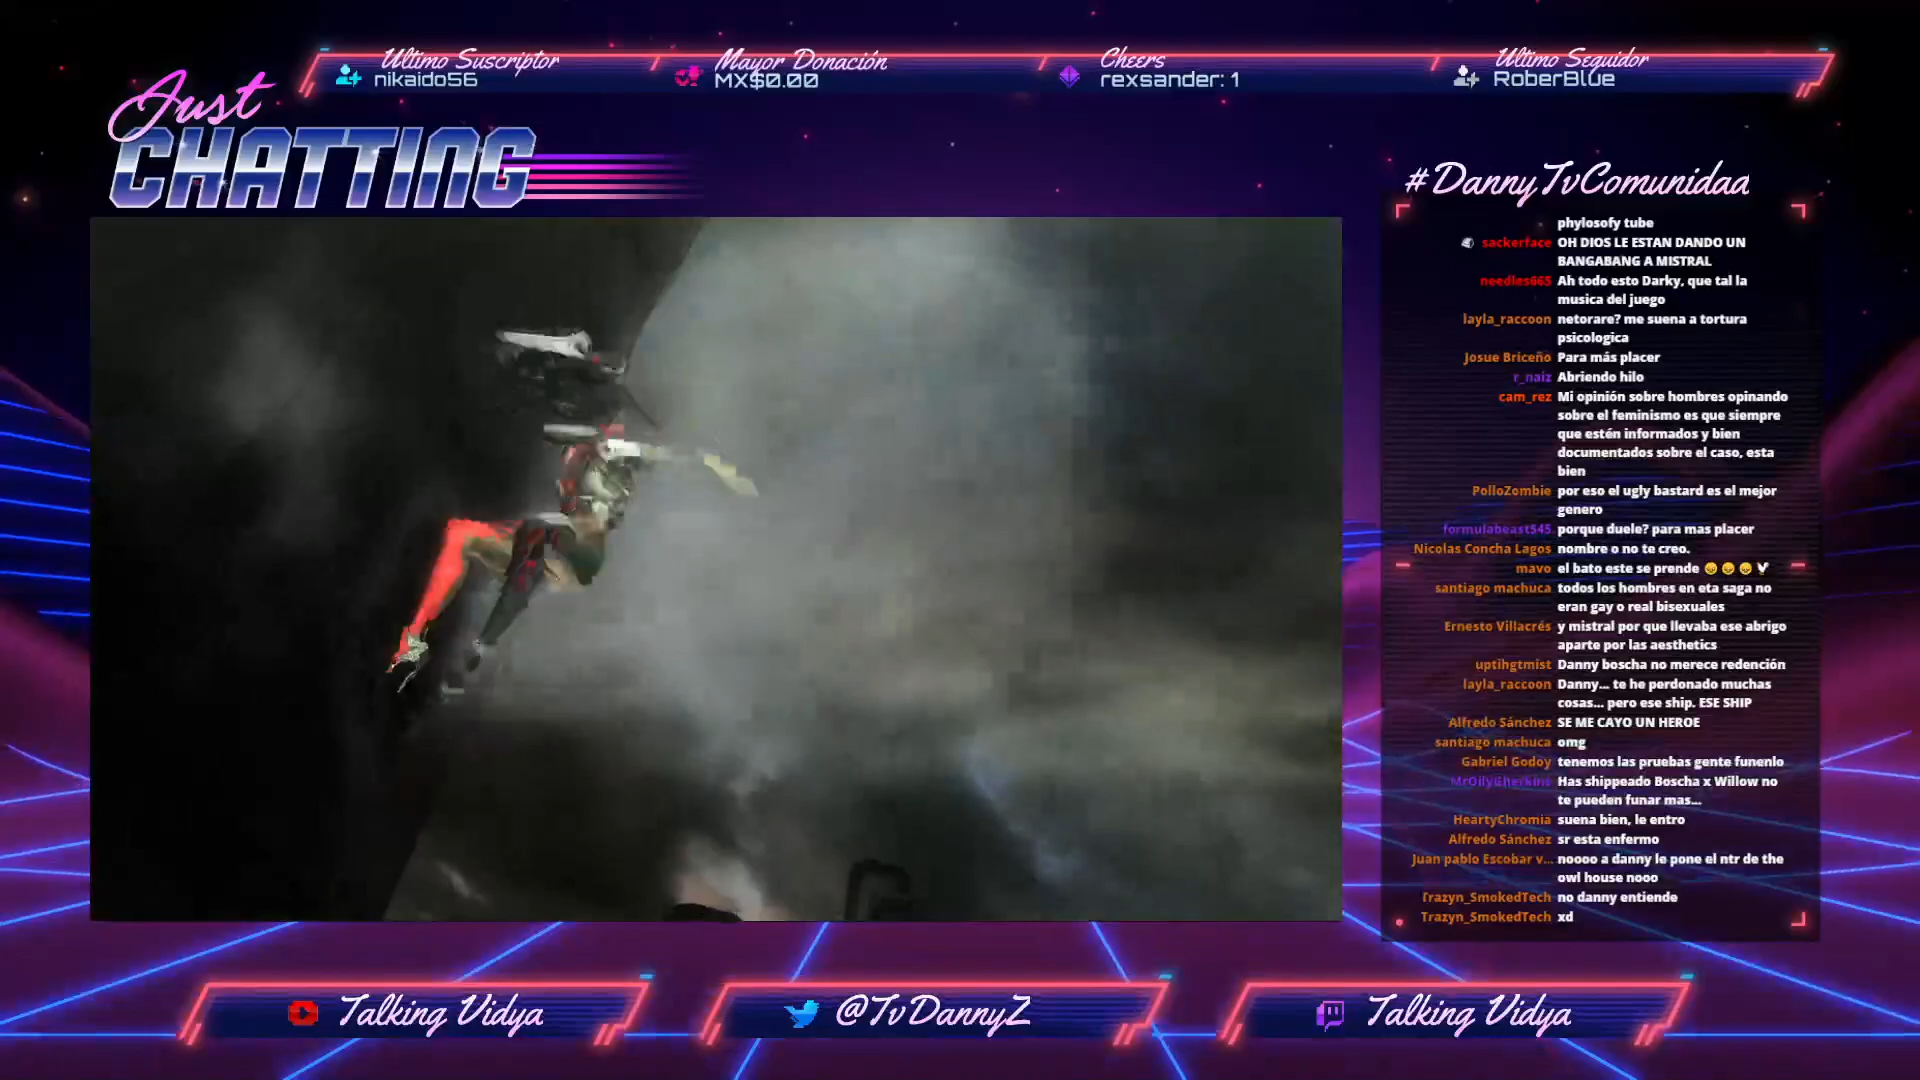 Ultimo Suscriptor
nikaido56
Mayor Donación
MX$0.00
Cheers
rexsander: 1
Ultimo Seguidor
RoberBlue
Just
CHATTING
#DannyTvComunidad
phylosofy tube
sackerface OH DIOS LE ESTAN DANDO UN
BANGABANG A MISTRAL
needles665 Ah todo esto Darky, que tal la
musica del juego
layla_raccoon netorare? me suena a tortura
psicologica
Josue Briceño Para más placer
r_naiz Abriendo hilo
cam_rez Mi opinión sobre hombres opinando
sobre el feminismo es que siempre
que estén informados y bien
documentados sobre el caso, esta
bien
PolloZombie por eso el ugly bastard es el mejor
genero
formulabeast545 porque duele? para mas placer
Nicolas Concha Lagos nombre o no te creo.
mavo el bato este se prende
santiago machuca todos los hombres en eta saga no
eran gay o real bisexuales
Ernesto Villacrés y mistral por que llevaba ese abrigo
aparte por las aesthetics
uptihgtmist Danny boscha no merece redención
layla_raccoon Danny... te he perdonado muchas
cosas... pero ese ship. ESE SHIP
Alfredo Sánchez SE ME CAYO UN HEROE
santiago machuca omg
Gabriel Godoy tenemos las pruebas gente funenlo
MrOilyGherkins Has shippeado Boscha x Willow no
te pueden funar mas...
HeartyChromia suena bien, le entro
Alfredo Sánchez sr esta enfermo
Juan pablo Escobar v... noooo a danny le pone el ntr de the
owl house nooo
Trazyn_SmokedTech no danny entiende
Trazyn_SmokedTech xd
Talking Vidya
@TvDannyZ
Talking Vidya